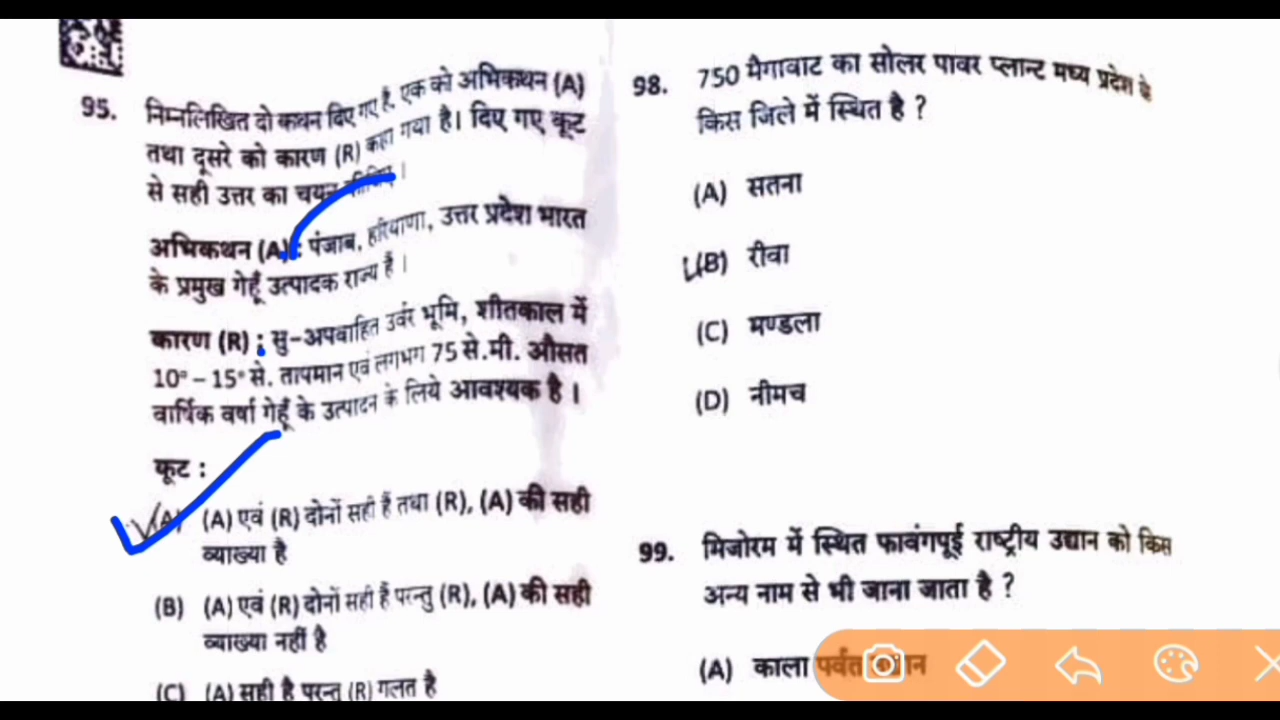 95. निम्नलिखित दो कथन दिए गए है, एक को अभिकथन (A)
तथा दूसरे को कारण (R) कहा गया है। दिए गए कूट
से सही उत्तर का चयन कीजिए।
अभिकथन (A) : पंजाब, हरियाणा, उत्तर प्रदेश भारत
के प्रमुख गेहूँ उत्पादक राज्य हैं।
कारण (R) : सु-अपवाहित उर्वर भूमि, शीतकाल में
10° – 15° से. तापमान एवं लगभग 75 से.मी. औसत
वार्षिक वर्षा गेहूँ के उत्पादन के लिये आवश्यक है।
कूट :
(A) (A) एवं (R) दोनों सही हैं तथा (R), (A) की सही
व्याख्या है
(B) (A) एवं (R) दोनों सही हैं परन्तु (R), (A) की सही
व्याख्या नहीं है
(C) (A) सही है परन्तु (R) गलत है
98. 750 मैगावाट का सोलर पावर प्लान्ट मध्य प्रदेश के
किस जिले में स्थित है ?
(A) सतना
(B) रीवा
(C) मण्डला
(D) नीमच
99. मिजोरम में स्थित फावंगपूई राष्ट्रीय उद्यान को किस
अन्य नाम से भी जाना जाता है ?
(A) काला पर्वत